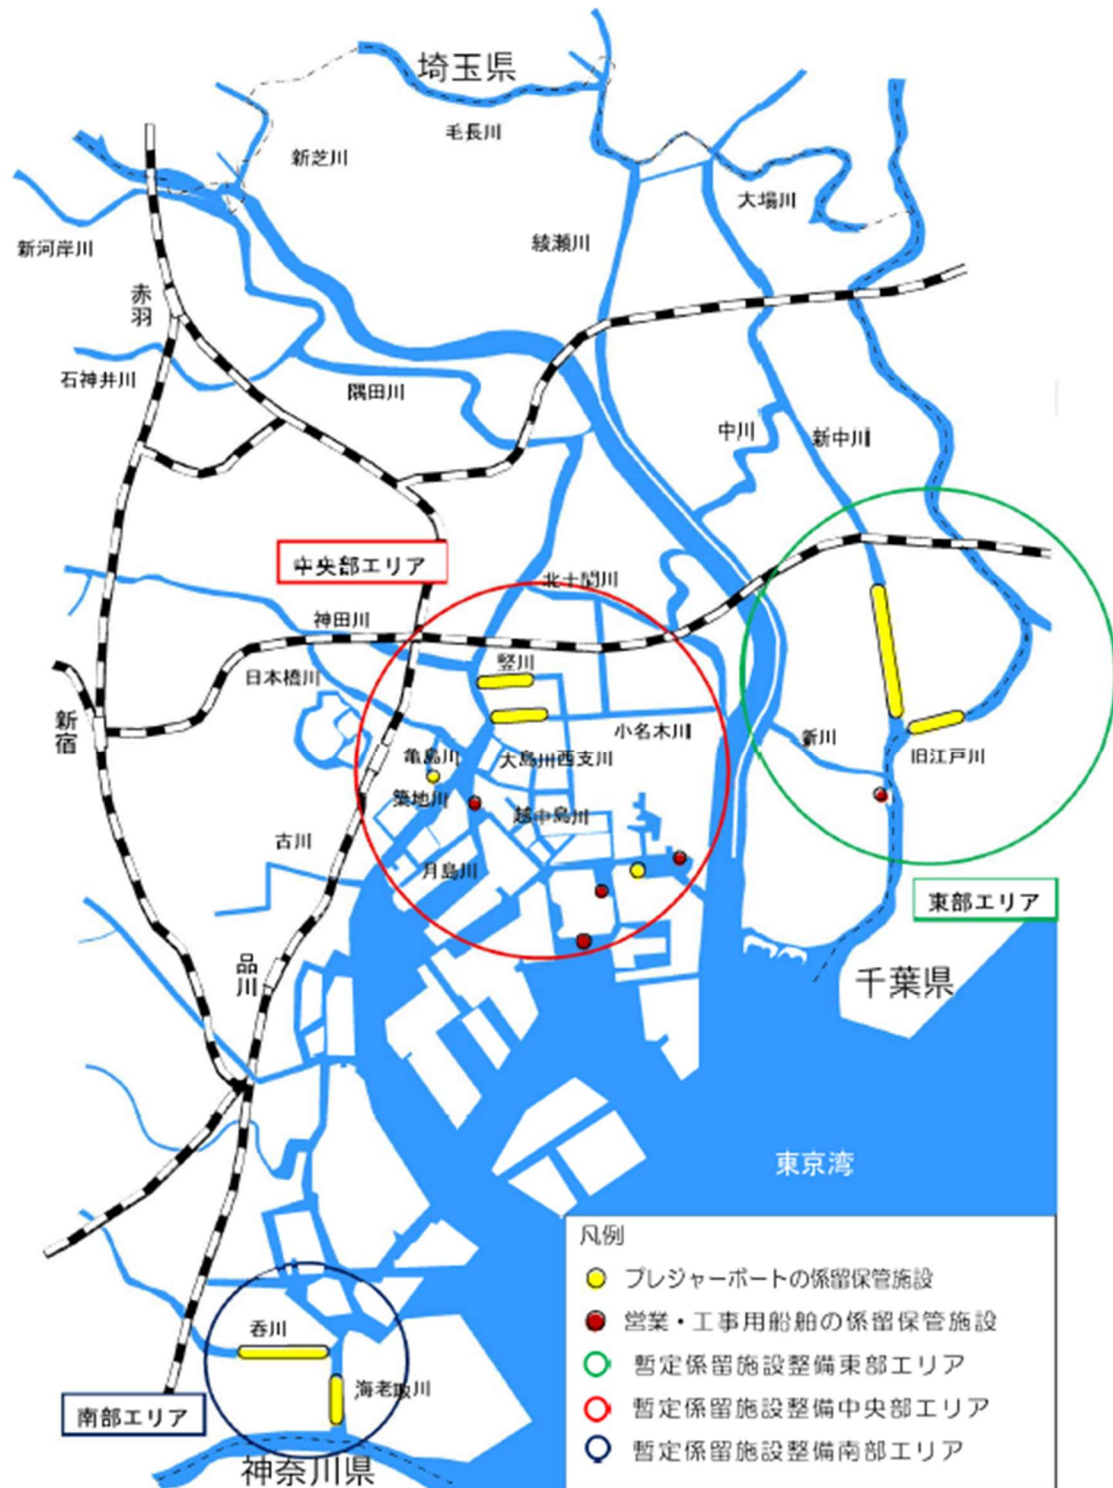 埼玉県
毛長川
新芝川
大場川
新河岸川
綾瀬川
赤羽
石神井川
隅田川
中川
新中川
中央部エリア
北十間川
神田川
竪川
日本橋川
新宿
小名木川
新川
旧江戸川
亀島川
大島川西支川
築地川
越中島川
古川
月島川
東部エリア
品川
千葉県
東京湾
凡例
プレジャーボートの係留保管施設
営業・工事用船舶の係留保管施設
暫定係留施設整備東部エリア
暫定係留施設整備中央部エリア
暫定係留施設整備南部エリア
呑川
海老取川
南部エリア
神奈川県